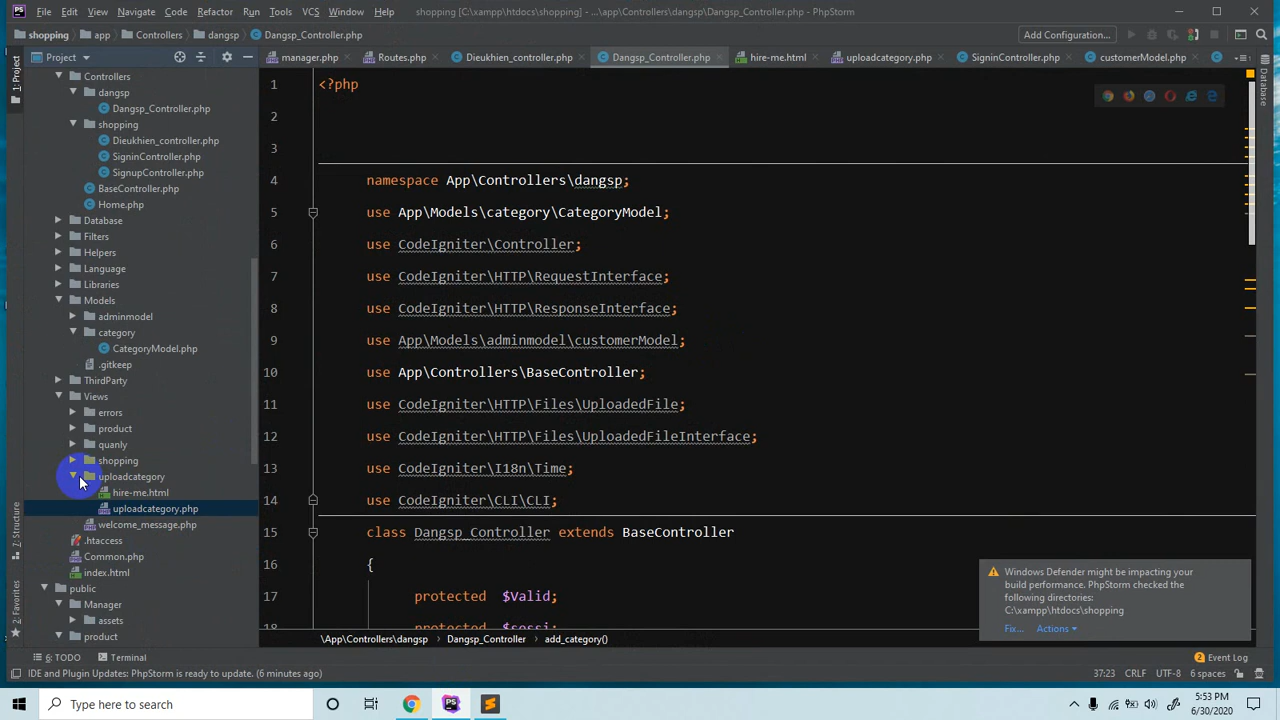 File Edit View Navigate Code Refactor Run Tools VCS Window Help shopping [C:\xampp\htdocs\shopping] - ...\app\Controllers\dangsp\Dangsp_Controller.php - PhpStorm
shopping app Controllers dangsp Dangsp_Controller.php Add Configuration...
Project manager.php Routes.php Dieukhien_controller.php Dangsp_Controller.php hire-me.html uploadcategory.php SigninController.php customerModel.php
1: Project
Controllers
dangsp
Dangsp_Controller.php
shopping
Dieukhien_controller.php
SigninController.php
SignupController.php
BaseController.php
Home.php
Database
Filters
Helpers
Language
Libraries
Models
adminmodel
category
CategoryModel.php
.gitkeep
ThirdParty
Views
errors
product
quanly
shopping
uploadcategory
hire-me.html
uploadcategory.php
welcome_message.php
.htaccess
Common.php
index.html
public
Manager
assets
product
7: Structure
2: Favorites
Database
1 <?php
2
3
4 namespace App\Controllers\dangsp;
5 use App\Models\category\CategoryModel;
6 use CodeIgniter\Controller;
7 use CodeIgniter\HTTP\RequestInterface;
8 use CodeIgniter\HTTP\ResponseInterface;
9 use App\Models\adminmodel\customerModel;
10 use App\Controllers\BaseController;
11 use CodeIgniter\HTTP\Files\UploadedFile;
12 use CodeIgniter\HTTP\Files\UploadedFileInterface;
13 use CodeIgniter\I18n\Time;
14 use CodeIgniter\CLI\CLI;
15 class Dangsp_Controller extends BaseController
16 {
17 protected $Valid;
protected $sessi;
Windows Defender might be impacting your
build performance. PhpStorm checked the
following directories:
C:\xampp\htdocs\shopping
Fix... Actions
\App\Controllers\dangsp Dangsp_Controller add_category()
6: TODO Terminal 2 Event Log
IDE and Plugin Updates: PhpStorm is ready to update. (6 minutes ago) 37:23 CRLF UTF-8 6 spaces
Type here to search
5:53 PM
6/30/2020